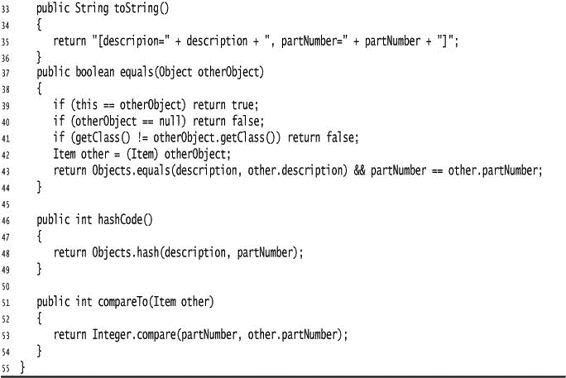 33 public String toString()
34 {
35 return "[descripion=" + description + ", partNumber=" + partNumber + "]";
36 }
37 public boolean equals(Object otherObject)
38 {
39 if (this == otherObject) return true;
40 if (otherObject == null) return false;
41 if (getClass() != otherObject.getClass()) return false;
42 Item other = (Item) otherObject;
43 return Objects.equals(description, other.description) && partNumber == other.partNumber;
44 }
45
46 public int hashCode()
47 {
48 return Objects.hash(description, partNumber);
49 }
50
51 public int compareTo(Item other)
52 {
53 return Integer.compare(partNumber, other.partNumber);
54 }
55 }